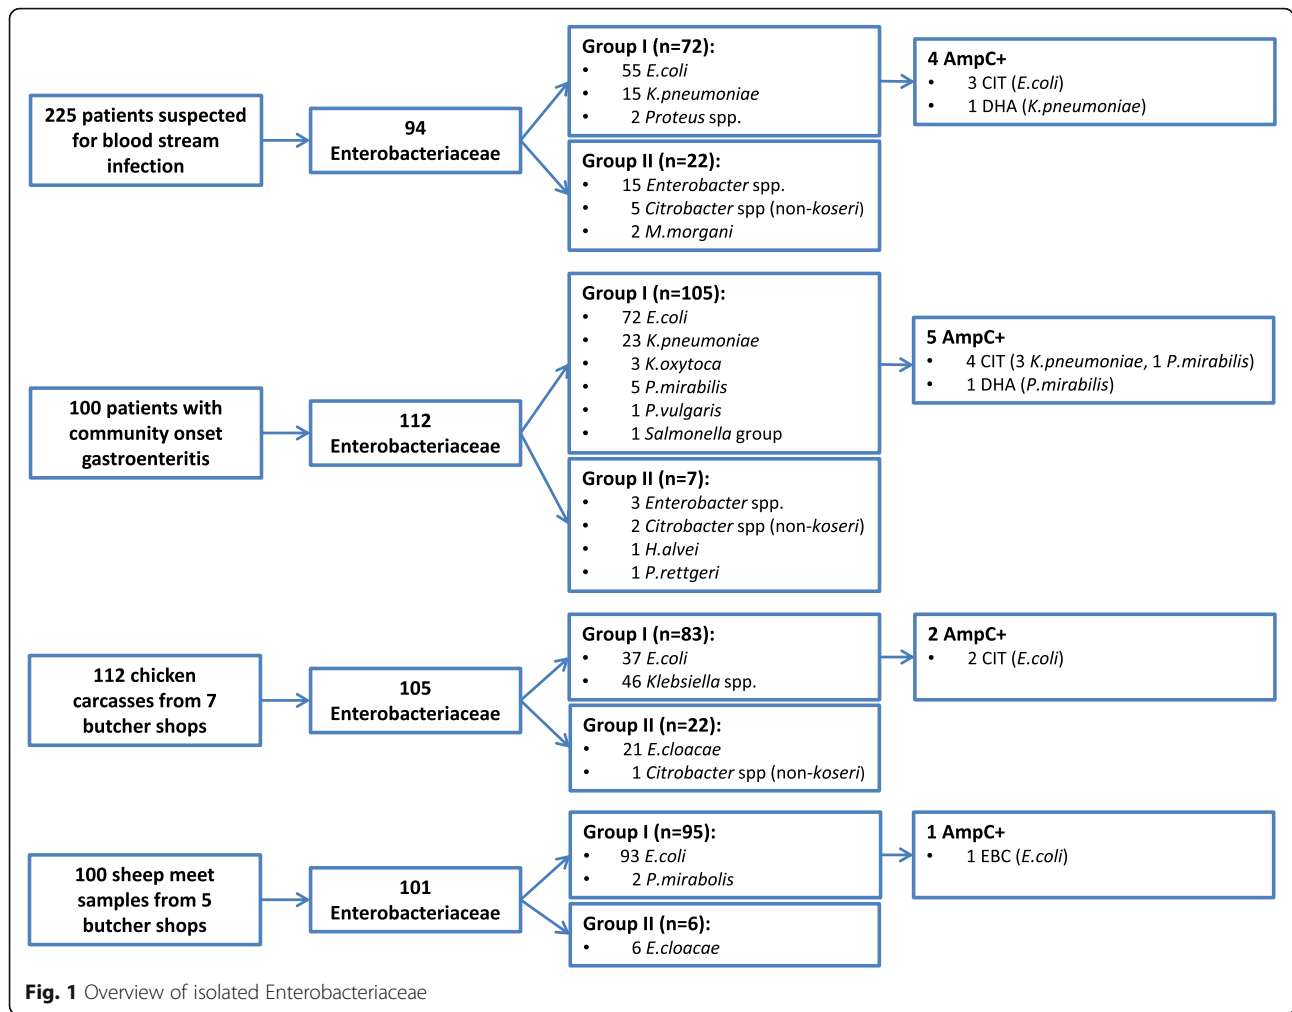 225 patients suspected
for blood stream
infection
94
Enterobacteriaceae
Group I (n=72):
• 55 E.coli
• 15 K.pneumoniae
• 2 Proteus spp.
Group II (n=22):
• 15 Enterobacter spp.
• 5 Citrobacter spp (non-koseri)
• 2 M.morgani
4 AmpC+
• 3 CIT (E.coli)
• 1 DHA (K.pneumoniae)
100 patients with
community onset
gastroenteritis
112
Enterobacteriaceae
Group I (n=105):
• 72 E.coli
• 23 K.pneumoniae
• 3 K.oxytoca
• 5 P.mirabilis
• 1 P.vulgaris
• 1 Salmonella group
Group II (n=7):
• 3 Enterobacter spp.
• 2 Citrobacter spp (non-koseri)
• 1 H.alvei
• 1 P.rettgeri
5 AmpC+
• 4 CIT (3 K.pneumoniae, 1 P.mirabilis)
• 1 DHA (P.mirabilis)
112 chicken
carcasses from 7
butcher shops
105
Enterobacteriaceae
Group I (n=83):
• 37 E.coli
• 46 Klebsiella spp.
Group II (n=22):
• 21 E.cloacae
• 1 Citrobacter spp (non-koseri)
2 AmpC+
• 2 CIT (E.coli)
100 sheep meet
samples from 5
butcher shops
101
Enterobacteriaceae
Group I (n=95):
• 93 E.coli
• 2 P.mirabolis
Group II (n=6):
• 6 E.cloacae
1 AmpC+
• 1 EBC (E.coli)
Fig. 1 Overview of isolated Enterobacteriaceae